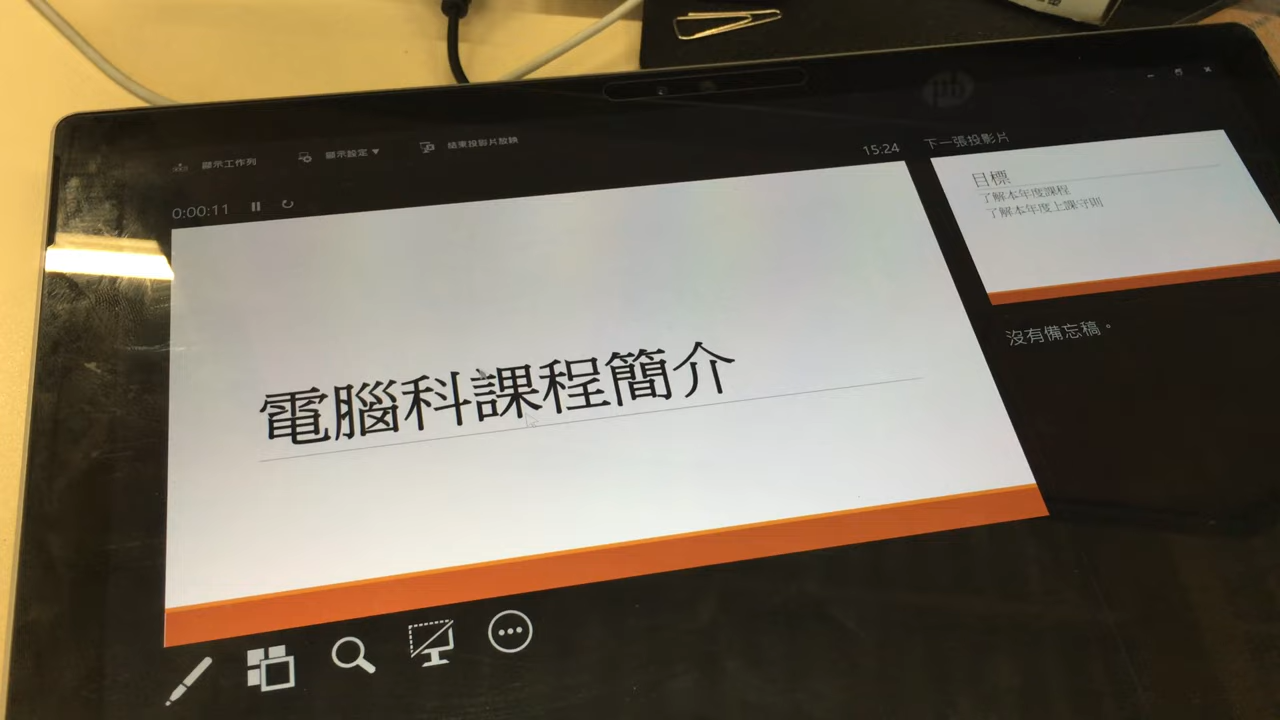 顯示工作列
顯示設定 ▼
結束投影片放映
0:00:11
15:24
下一張投影片
電腦科課程簡介
目標
了解本年度課程
了解本年度上課守則
沒有備忘稿。
hp